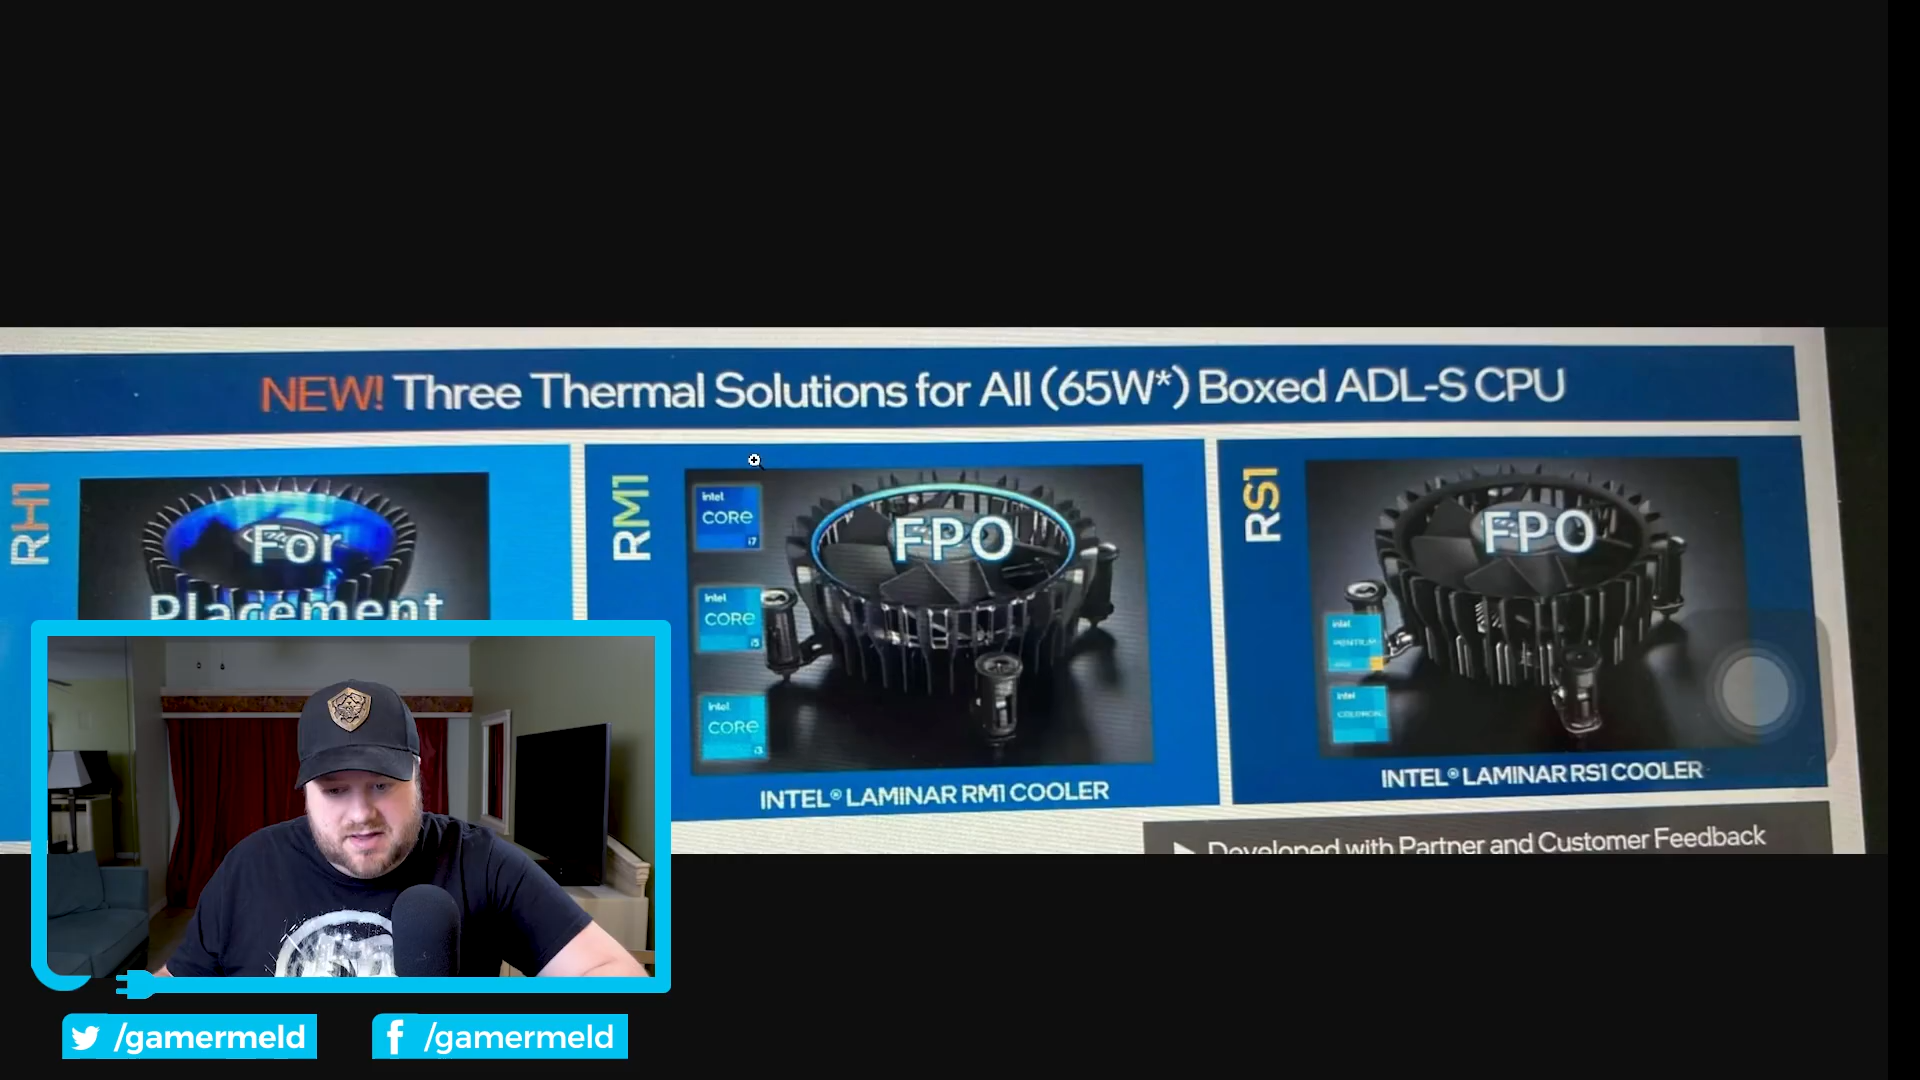 NEW! Three Thermal Solutions for All (65W*) Boxed ADL-S CPU
RH1
For
Placement
RM1
intel
CORE
i7
intel
CORE
i5
intel
CORE
i3
FPO
INTEL® LAMINAR RM1 COOLER
RS1
FPO
intel
PENTIUM
intel
CELERON
INTEL® LAMINAR RS1 COOLER
► Developed with Partner and Customer Feedback
/gamermeld
/gamermeld